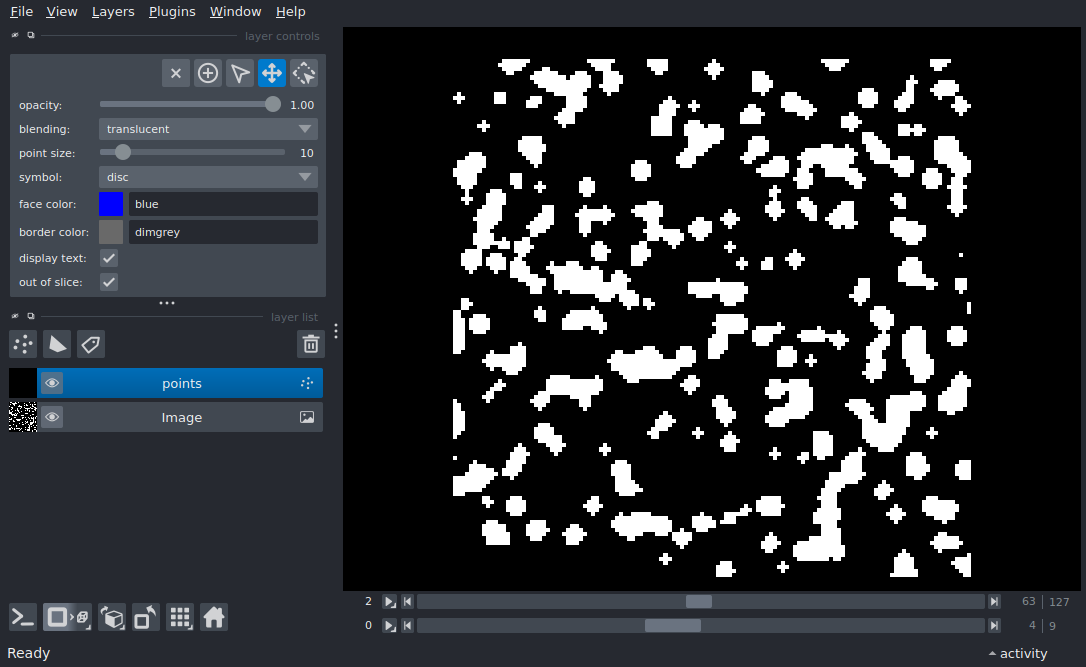 File View Layers Plugins Window Help
layer controls
opacity: 1.00
blending: translucent
point size: 10
symbol: disc
face color: blue
border color: dimgrey
display text:
out of slice:
layer list
points
Image
2 63 | 127
0 4 | 9
Ready activity